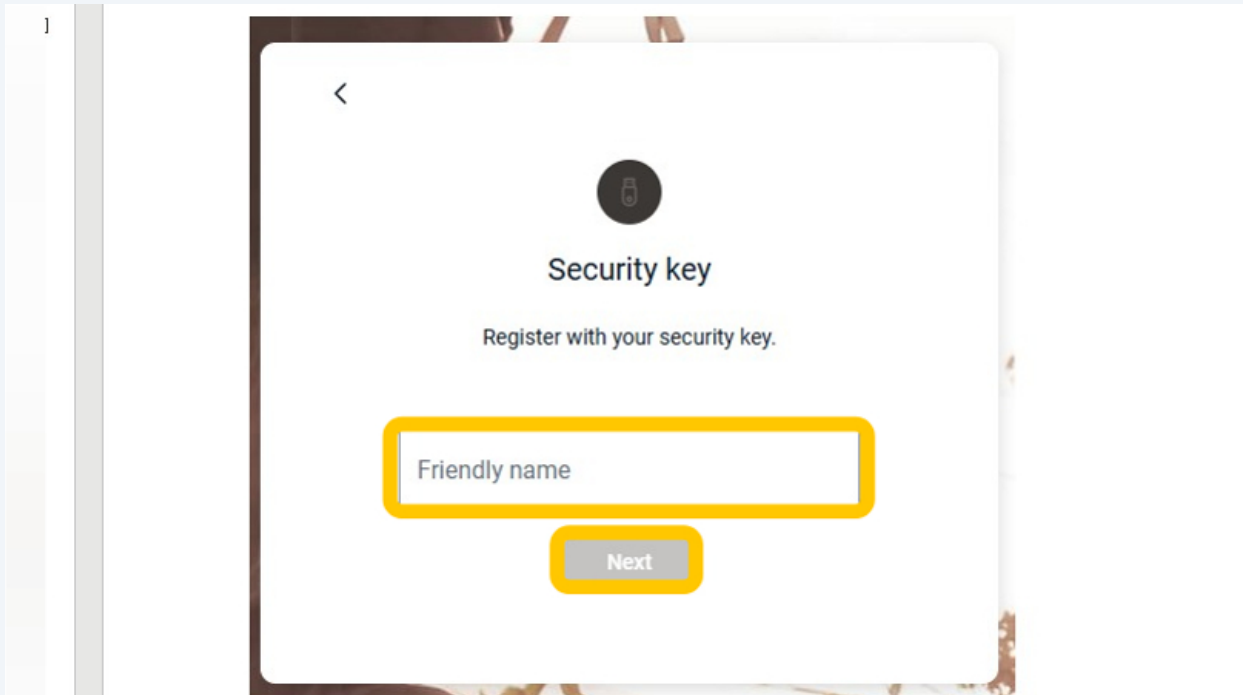 ]
Security key
Register with your security key.
Friendly name
Next